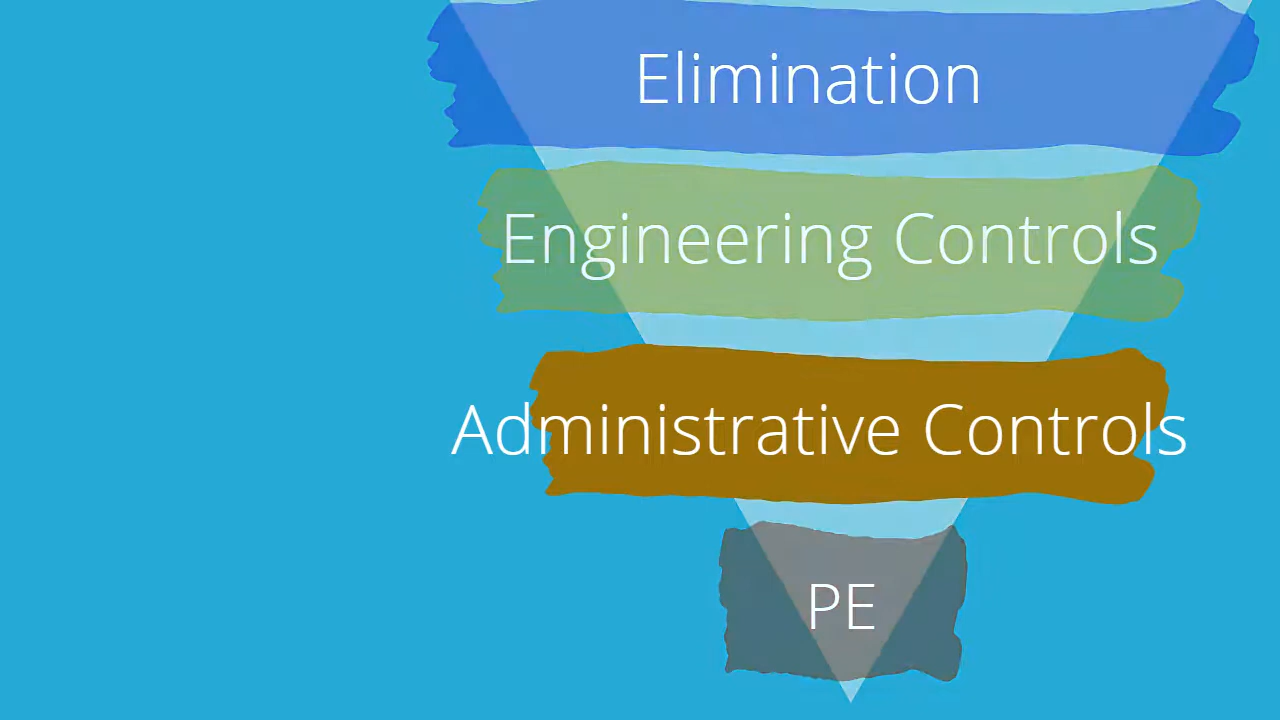 Elimination
Engineering Controls
Administrative Controls
PE